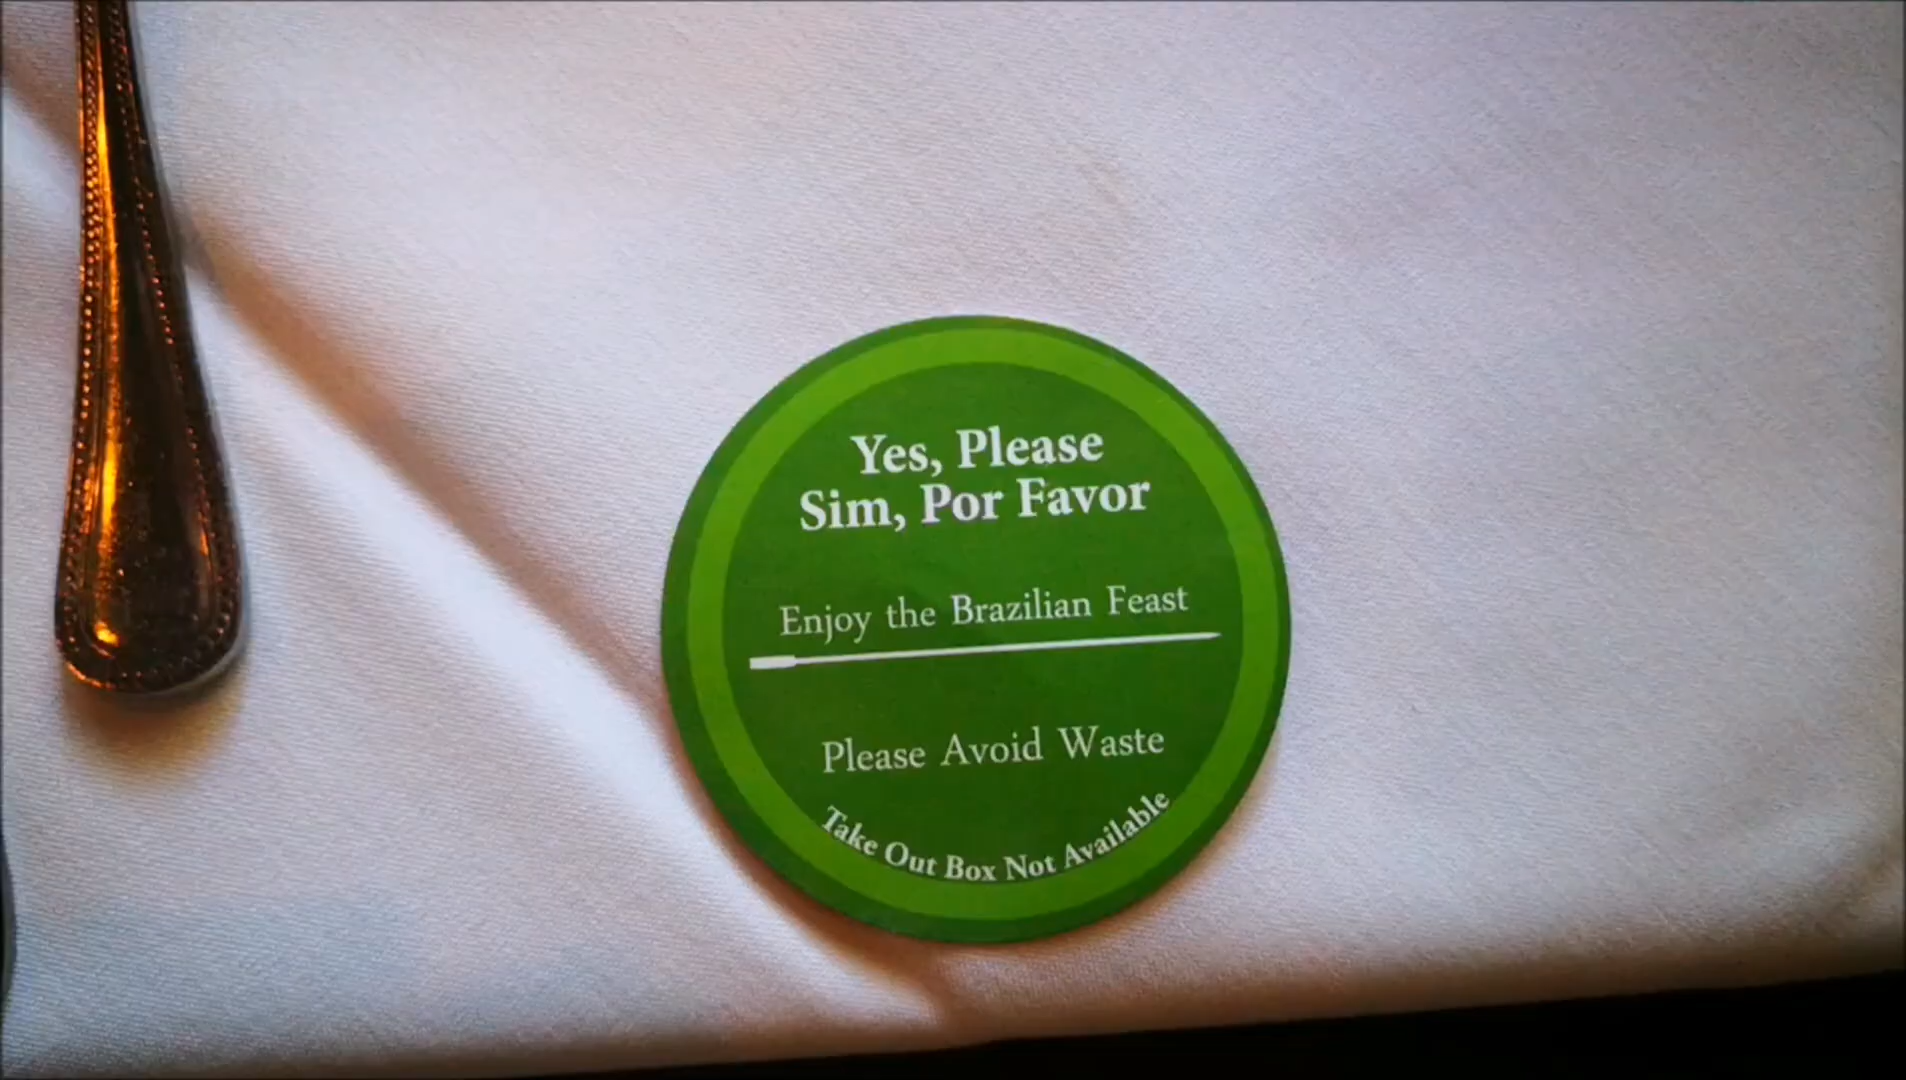 Yes, Please
Sim, Por Favor
Enjoy the Brazilian Feast
Please Avoid Waste
Take Out Box Not Available